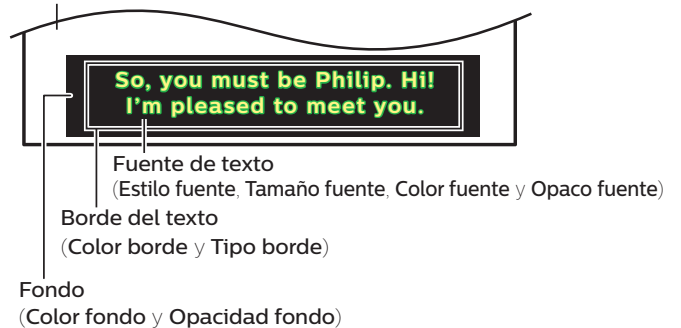 So, you must be Philip. Hi!
I'm pleased to meet you.
Fuente de texto
(Estilo fuente, Tamaño fuente, Color fuente y Opaco fuente)
Borde del texto
(Color borde y Tipo borde)
Fondo
(Color fondo y Opacidad fondo)